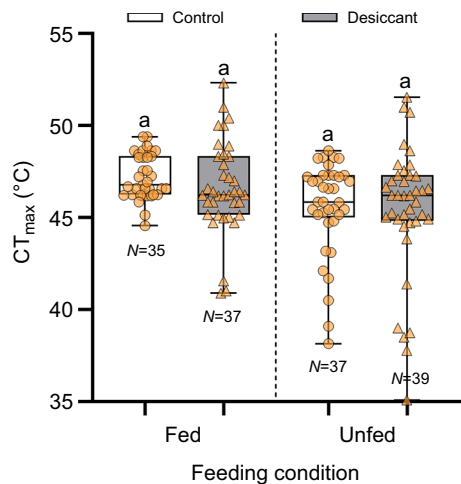 Control Desiccant
55
50
45
40
35
CTmax (°C)
a
a
a
a
N=35
N=37
N=37
N=39
Fed Unfed
Feeding condition